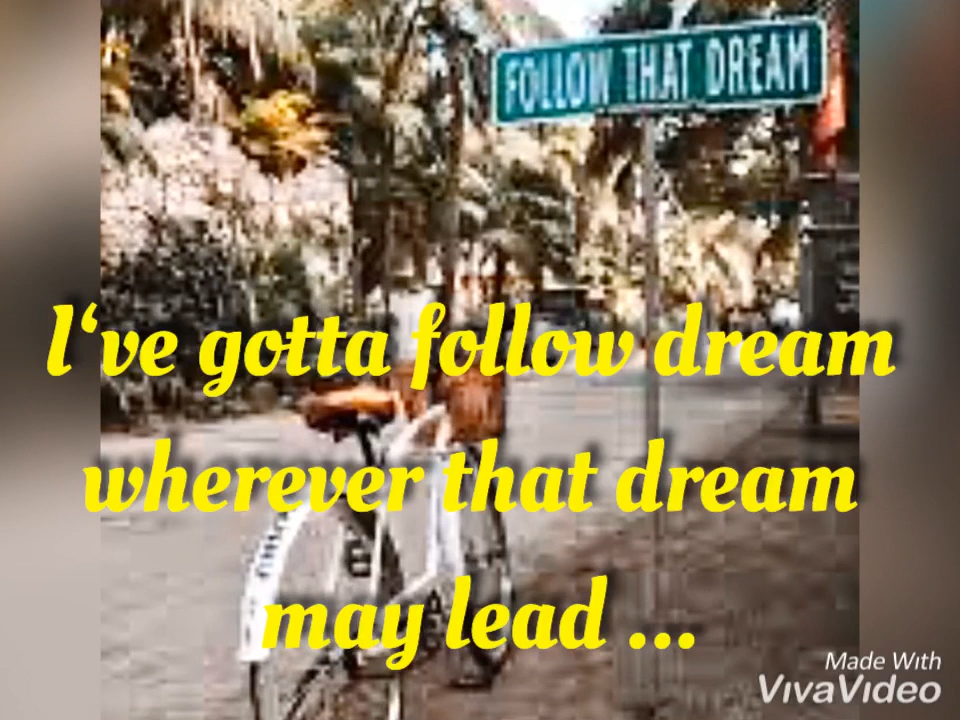 FOLLOW THAT DREAM
I‘ve gotta follow dream
wherever that dream
may lead ...
Made With
VivaVideo